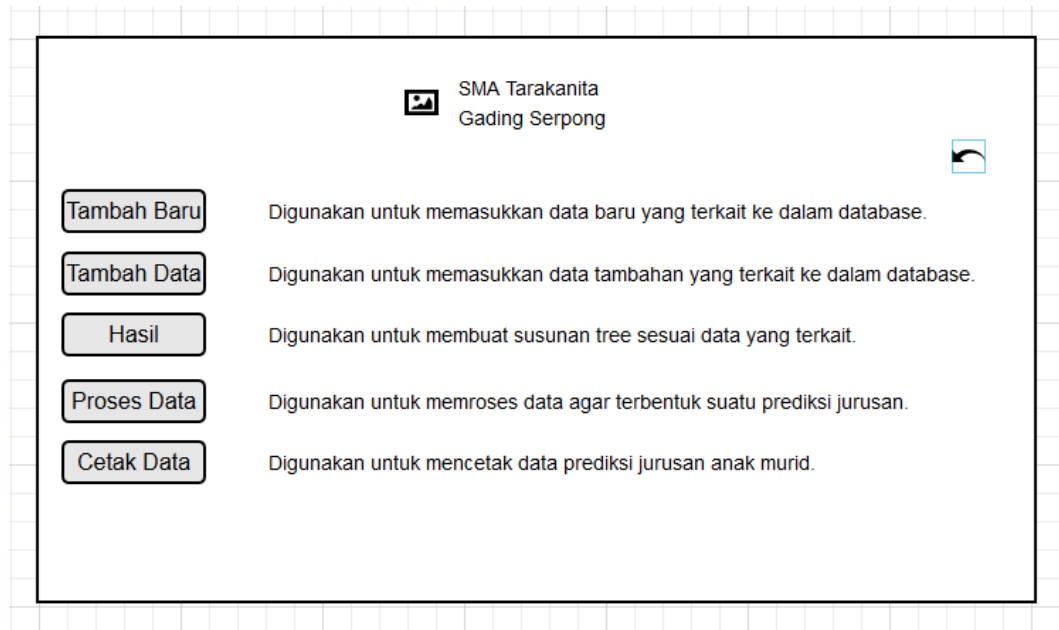 SMA Tarakanita
Gading Serpong
Tambah Baru Digunakan untuk memasukkan data baru yang terkait ke dalam database.
Tambah Data Digunakan untuk memasukkan data tambahan yang terkait ke dalam database.
Hasil Digunakan untuk membuat susunan tree sesuai data yang terkait.
Proses Data Digunakan untuk memroses data agar terbentuk suatu prediksi jurusan.
Cetak Data Digunakan untuk mencetak data prediksi jurusan anak murid.